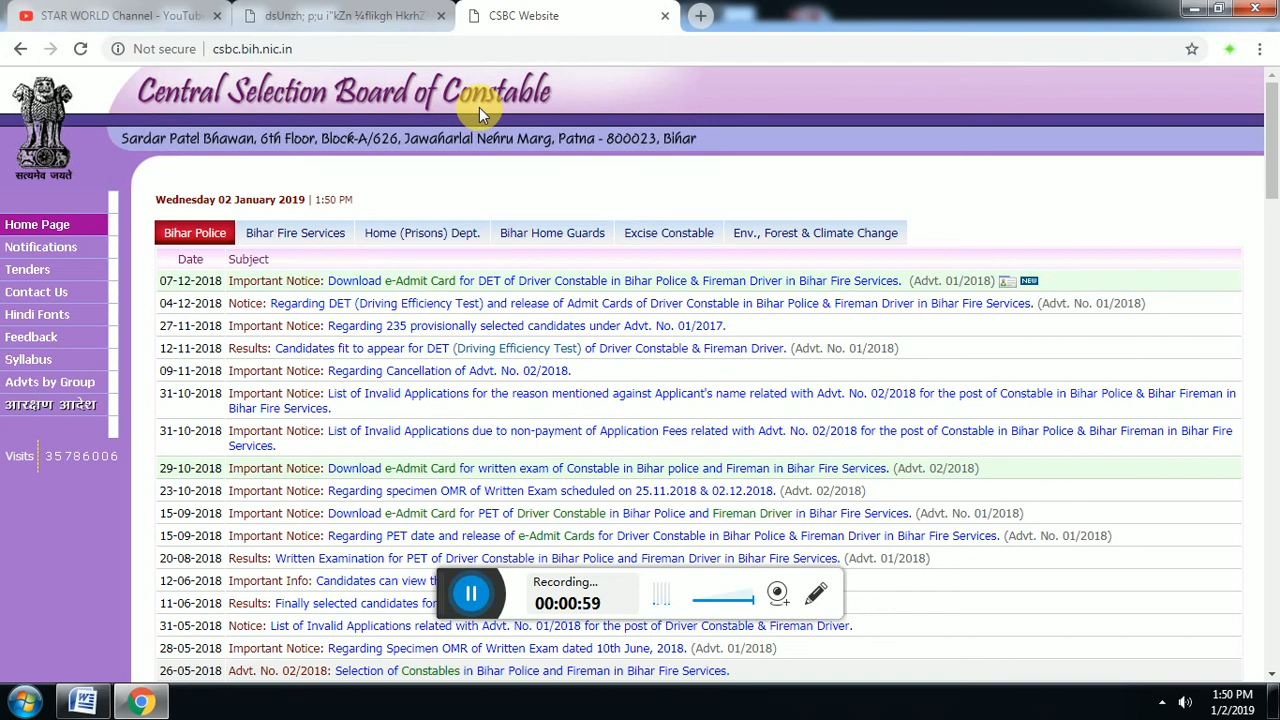 STAR WORLD Channel - YouTube
dsUnzh; p;u i"kZn ¼flikgh HkrhZ
CSBC Website
Not secure | csbc.bih.nic.in
Central Selection Board of Constable
Sardar Patel Bhawan, 6th Floor, Block-A/626, Jawaharlal Nehru Marg, Patna - 800023, Bihar
सत्यमेव जयते
Wednesday 02 January 2019 | 1:50 PM
Home Page
Notifications
Tenders
Contact Us
Hindi Fonts
Feedback
Syllabus
Advts by Group
आरक्षण आदेश
Visits 35786006
Bihar Police Bihar Fire Services Home (Prisons) Dept. Bihar Home Guards Excise Constable Env., Forest & Climate Change
Date Subject
07-12-2018 Important Notice: Download e-Admit Card for DET of Driver Constable in Bihar Police & Fireman Driver in Bihar Fire Services. (Advt. 01/2018) NEW
04-12-2018 Notice: Regarding DET (Driving Efficiency Test) and release of Admit Cards of Driver Constable in Bihar Police & Fireman Driver in Bihar Fire Services. (Advt. No. 01/2018)
27-11-2018 Important Notice: Regarding 235 provisionally selected candidates under Advt. No. 01/2017.
12-11-2018 Results: Candidates fit to appear for DET (Driving Efficiency Test) of Driver Constable & Fireman Driver. (Advt. No. 01/2018)
09-11-2018 Important Notice: Regarding Cancellation of Advt. No. 02/2018.
31-10-2018 Important Notice: List of Invalid Applications for the reason mentioned against Applicant's name related with Advt. No. 02/2018 for the post of Constable in Bihar Police & Bihar Fireman in
Bihar Fire Services.
31-10-2018 Important Notice: List of Invalid Applications due to non-payment of Application Fees related with Advt. No. 02/2018 for the post of Constable in Bihar Police & Bihar Fireman in Bihar Fire
Services.
29-10-2018 Important Notice: Download e-Admit Card for written exam of Constable in Bihar police and Fireman in Bihar Fire Services. (Advt. 02/2018)
23-10-2018 Important Notice: Regarding specimen OMR of Written Exam scheduled on 25.11.2018 & 02.12.2018. (Advt. 02/2018)
15-09-2018 Important Notice: Download e-Admit Card for PET of Driver Constable in Bihar Police and Fireman Driver in Bihar Fire Services. (Advt. No. 01/2018)
15-09-2018 Important Notice: Regarding PET date and release of e-Admit Cards for Driver Constable in Bihar Police & Fireman Driver in Bihar Fire Services. (Advt. No. 01/2018)
20-08-2018 Results: Written Examination for PET of Driver Constable in Bihar Police and Fireman Driver in Bihar Fire Services. (Advt. No. 01/2018)
12-06-2018 Important Info: Candidates can view
11-06-2018 Results: Finally selected candidates for
31-05-2018 Notice: List of Invalid Applications related with Advt. No. 01/2018 for the post of Driver Constable & Fireman Driver.
28-05-2018 Important Notice: Regarding Specimen OMR of Written Exam dated 10th June, 2018. (Advt. 01/2018)
26-05-2018 Advt. No. 02/2018: Selection of Constables in Bihar Police and Fireman in Bihar Fire Services.
Recording...
00:00:59
1:50 PM
1/2/2019